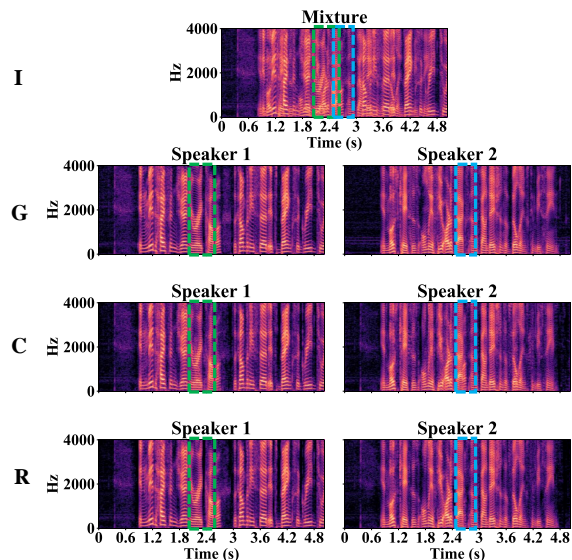 Mixture
4000
I
Hz
2000
0
0 0.6 1.2 1.8 2.4 3 3.6 4.2 4.8
Time (s)
Speaker 1 Speaker 2
4000
G
Hz
2000
0
Speaker 1 Speaker 2
4000
C
Hz
2000
0
Speaker 1 Speaker 2
4000
R
Hz
2000
0
0 0.6 1.2 1.8 2.4 3 3.6 4.2 4.8 0 0.6 1.2 1.8 2.4 3 3.6 4.2 4.8
Time (s) Time (s)